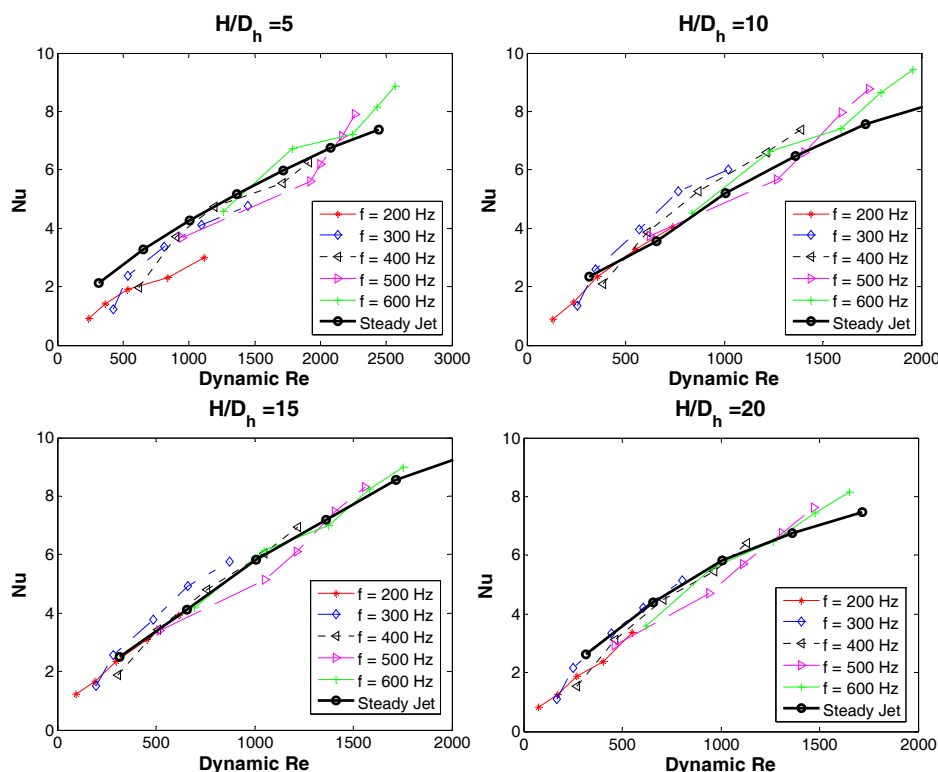 H/D_h =5
10
8
6
4
2
0
Nu
f = 200 Hz
f = 300 Hz
f = 400 Hz
f = 500 Hz
f = 600 Hz
Steady Jet
0 500 1000 1500 2000 2500 3000
Dynamic Re
H/D_h =10
10
8
6
4
2
0
Nu
f = 200 Hz
f = 300 Hz
f = 400 Hz
f = 500 Hz
f = 600 Hz
Steady Jet
0 500 1000 1500 2000
Dynamic Re
H/D_h =15
10
8
6
4
2
0
Nu
f = 200 Hz
f = 300 Hz
f = 400 Hz
f = 500 Hz
f = 600 Hz
Steady Jet
0 500 1000 1500 2000
Dynamic Re
H/D_h =20
10
8
6
4
2
0
Nu
f = 200 Hz
f = 300 Hz
f = 400 Hz
f = 500 Hz
f = 600 Hz
Steady Jet
0 500 1000 1500 2000
Dynamic Re